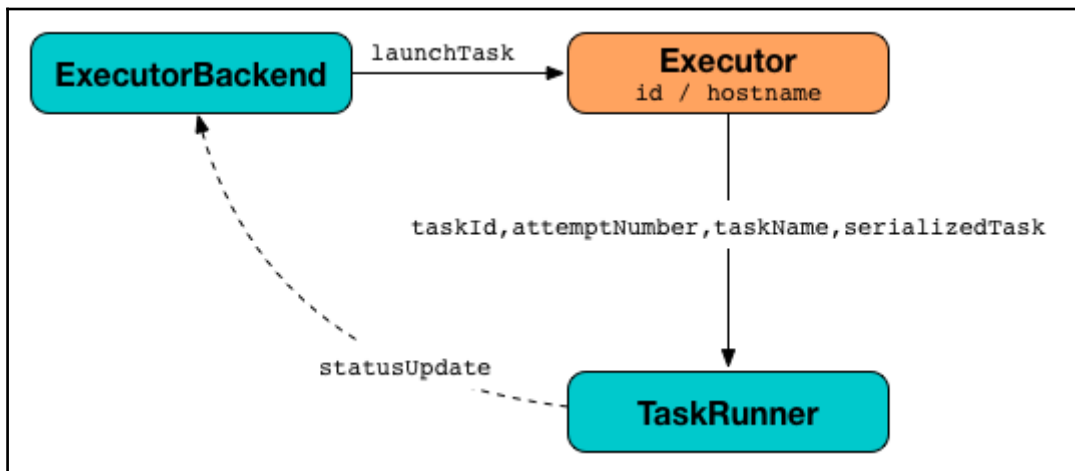 ExecutorBackend
launchTask
Executor
id / hostname
taskId,attemptNumber,taskName,serializedTask
statusUpdate
TaskRunner